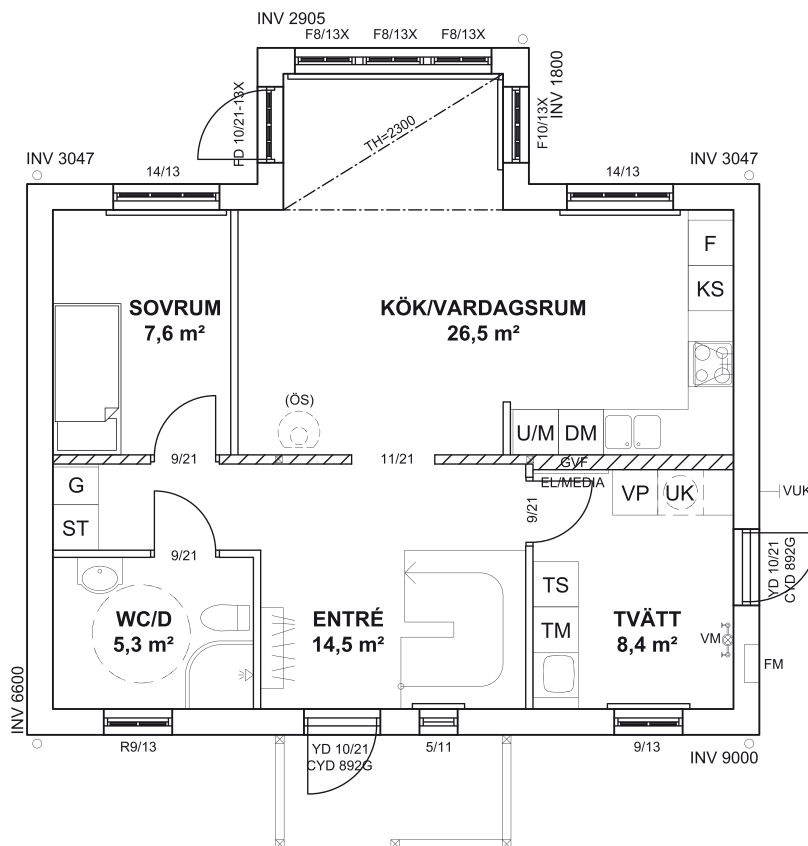 INV 2905
F8/13X F8/13X F8/13X
FD 10/21-13X
INV 1800
F10/13X
TH=2300
INV 3047
14/13
14/13
INV 3047
F
KS
SOVRUM
7,6 m²
KÖK/VARDAGSRUM
26,5 m²
(ÖS)
U/M DM
9/21
11/21
GVF
EL/MEDIA
G
ST
9/21
VP UK
VUK
9/21
YD 10/21
CYD 892G
TS
TM
WC/D
5,3 m²
ENTRÉ
14,5 m²
TVÄTT
8,4 m²
VM
FM
INV 6600
R9/13
YD 10/21
CYD 892G
5/11
9/13
INV 9000